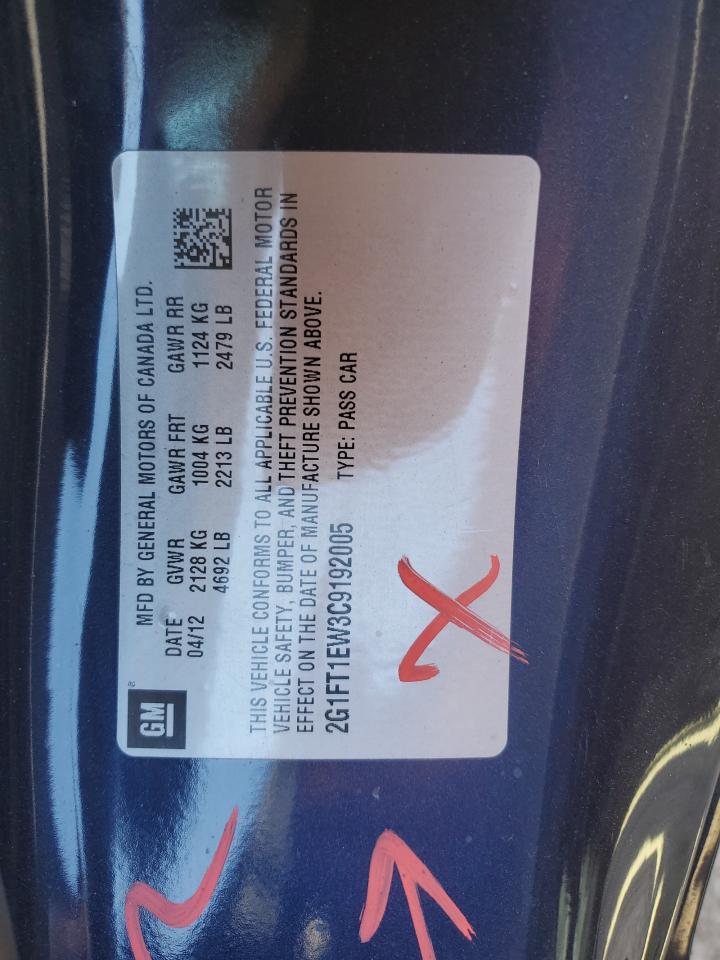 GM
MFD BY GENERAL MOTORS OF CANADA LTD.
DATE GVWR GAWR FRT GAWR RR
04/12 2128 KG 1004 KG 1124 KG
4692 LB 2213 LB 2479 LB
THIS VEHICLE CONFORMS TO ALL APPLICABLE U.S. FEDERAL MOTOR
VEHICLE SAFETY, BUMPER, AND THEFT PREVENTION STANDARDS IN
EFFECT ON THE DATE OF MANUFACTURE SHOWN ABOVE.
2G1FT1EW3C9192005 TYPE: PASS CAR